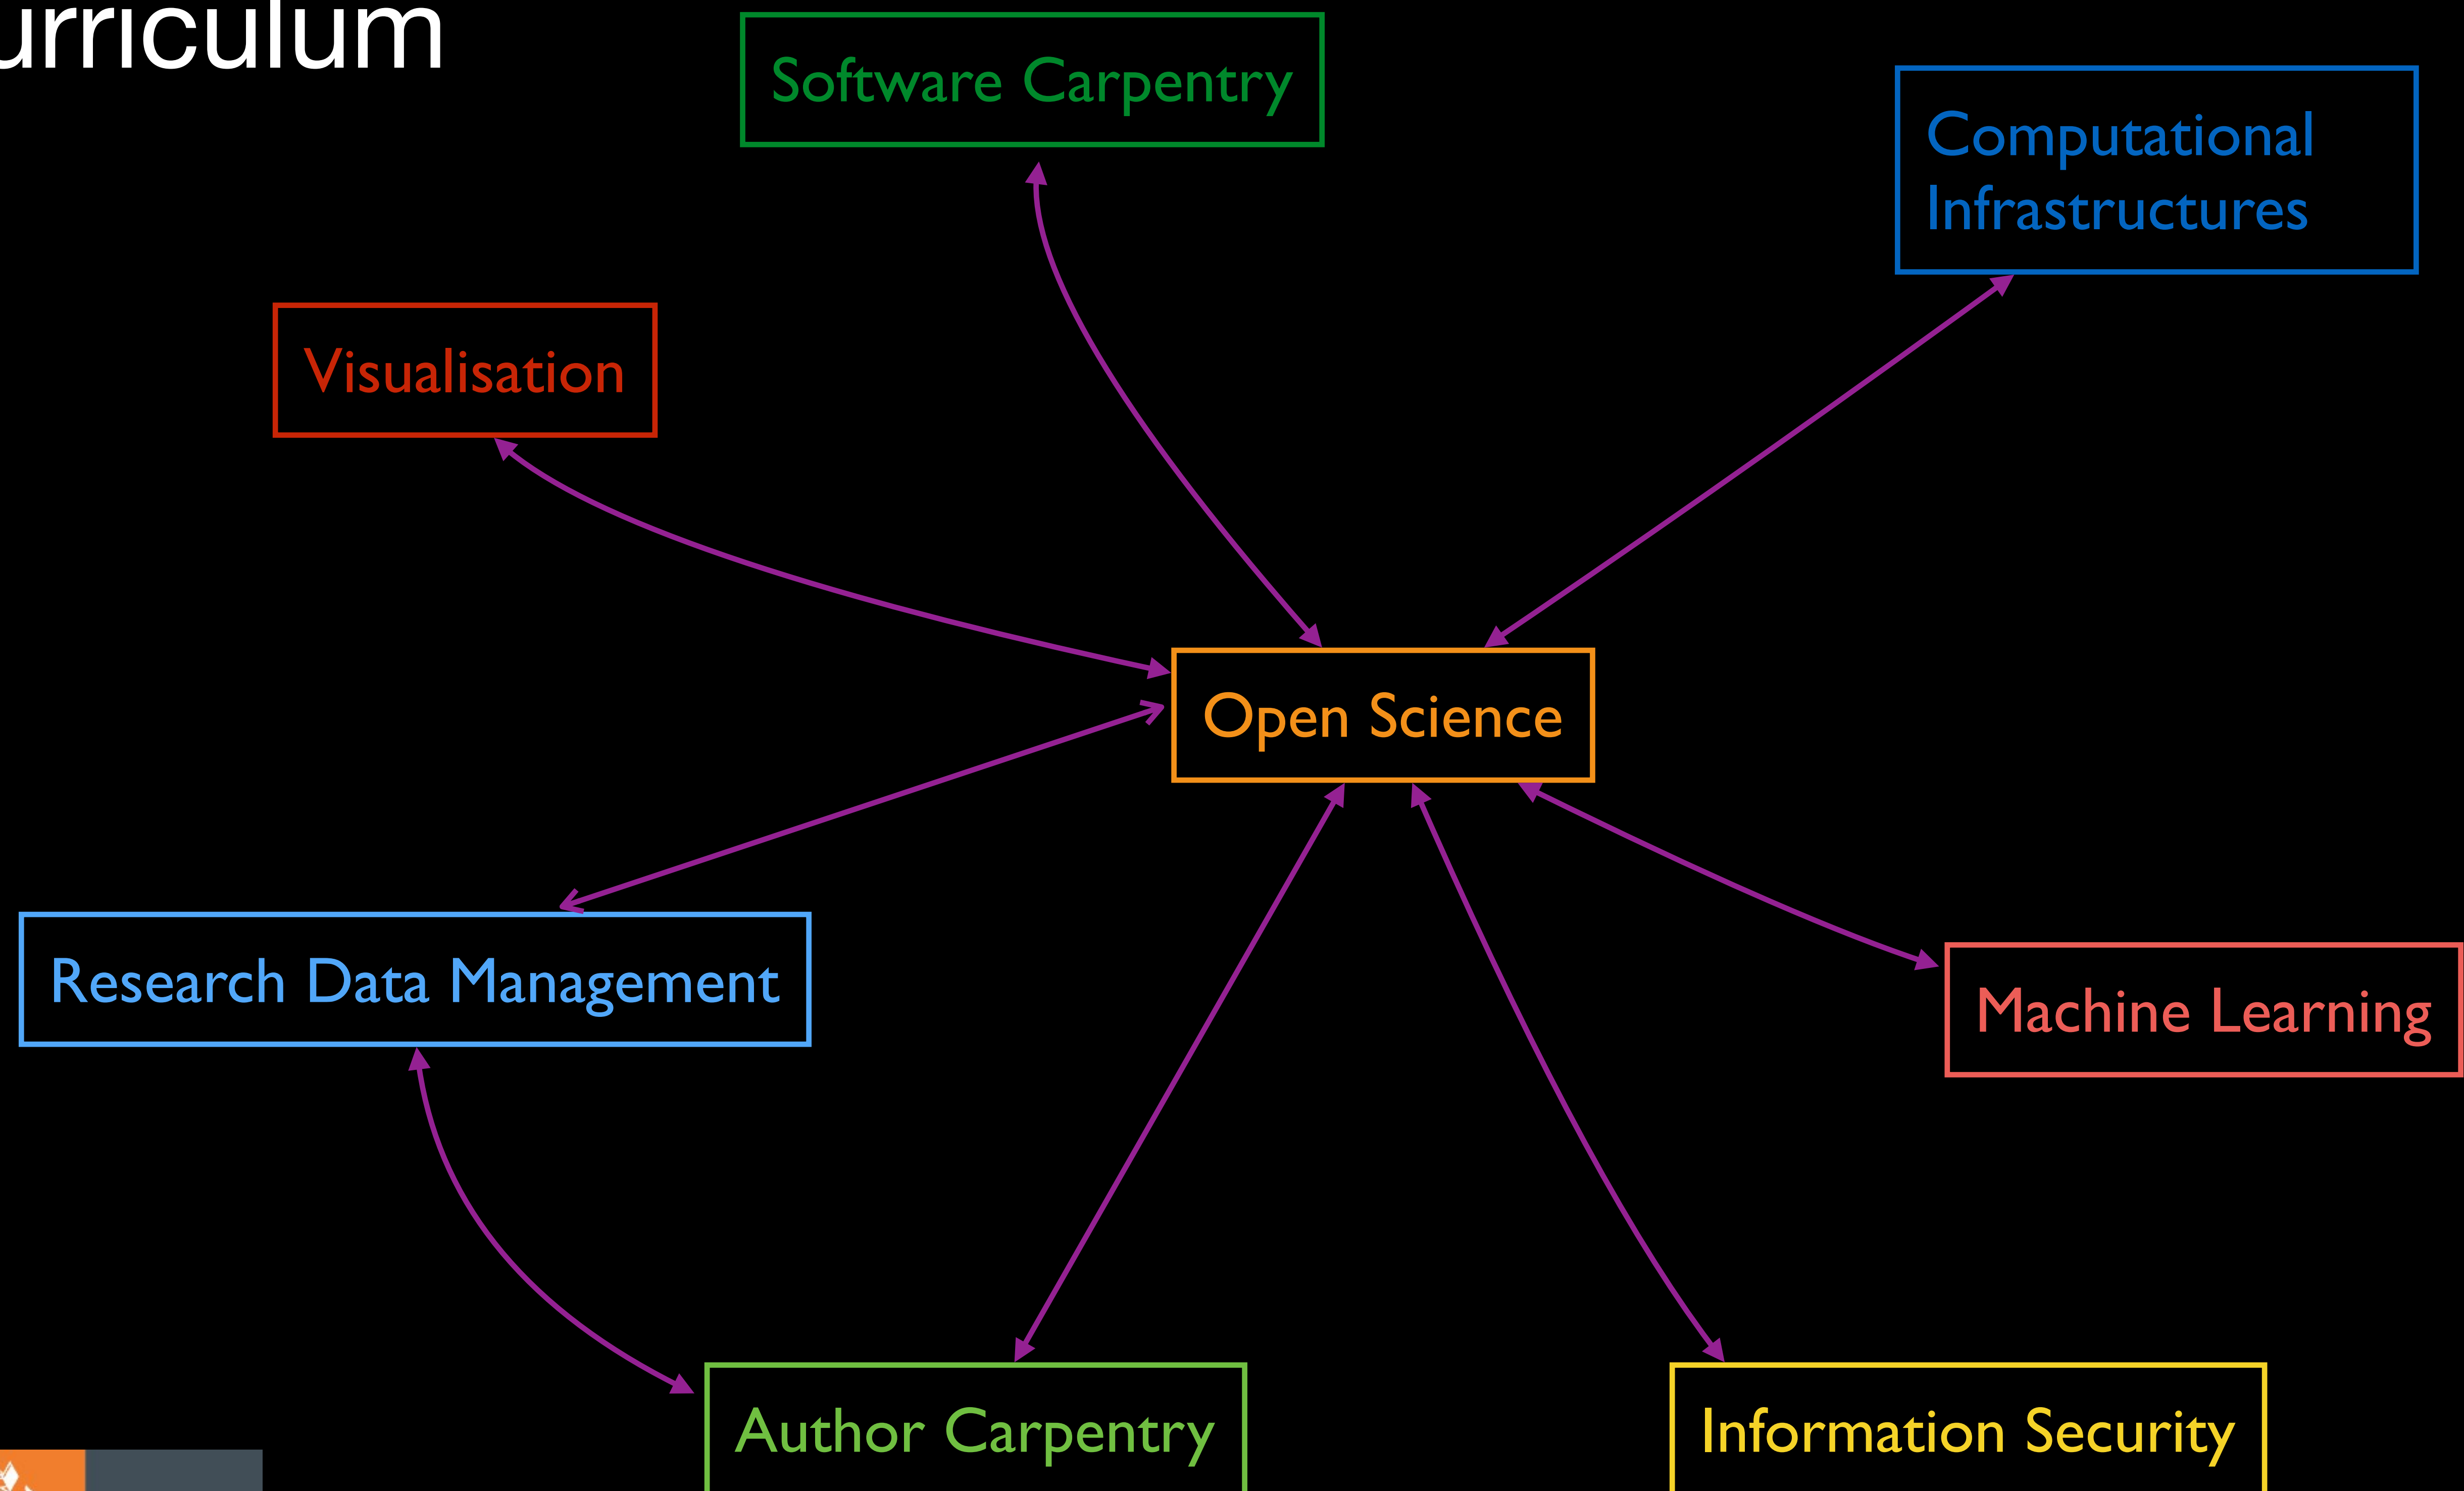 urriculum
Software Carpentry
Computational
Infrastructures
Visualisation
Open Science
Research Data Management
Machine Learning
Author Carpentry
Information Security